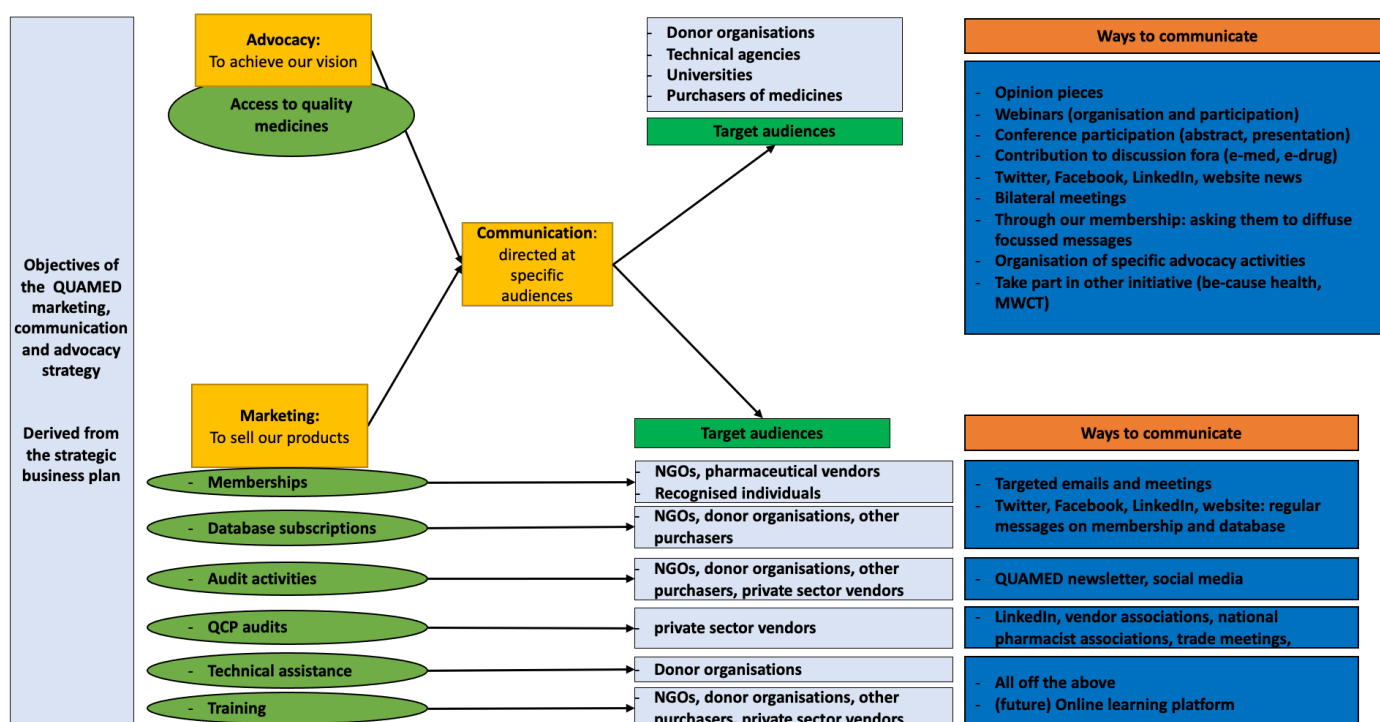 Objectives of
the QUAMED
marketing,
communication
and advocacy
strategy
Derived from
the strategic
business plan
Advocacy:
To achieve our vision
Access to quality
medicines
Communication:
directed at
specific
audiences
- Donor organisations
- Technical agencies
- Universities
- Purchasers of medicines
Target audiences
Ways to communicate
- Opinion pieces
- Webinars (organisation and participation)
- Conference participation (abstract, presentation)
- Contribution to discussion fora (e-med, e-drug)
- Twitter, Facebook, LinkedIn, website news
- Bilateral meetings
- Through our membership: asking them to diffuse
focussed messages
- Organisation of specific advocacy activities
- Take part in other initiative (be-cause health,
MWCT)
Marketing:
To sell our products
Target audiences
Ways to communicate
- Memberships
- NGOs, pharmaceutical vendors
- Recognised individuals
- Targeted emails and meetings
- Twitter, Facebook, LinkedIn, website: regular
messages on membership and database
- Database subscriptions
- NGOs, donor organisations, other
purchasers
- Audit activities
- NGOs, donor organisations, other
purchasers, private sector vendors
- QUAMED newsletter, social media
- QCP audits
- private sector vendors
- LinkedIn, vendor associations, national
pharmacist associations, trade meetings,
- Technical assistance
- Donor organisations
- All off the above
- (future) Online learning platform
- Training
- NGOs, donor organisations, other
purchasers, private sector vendors